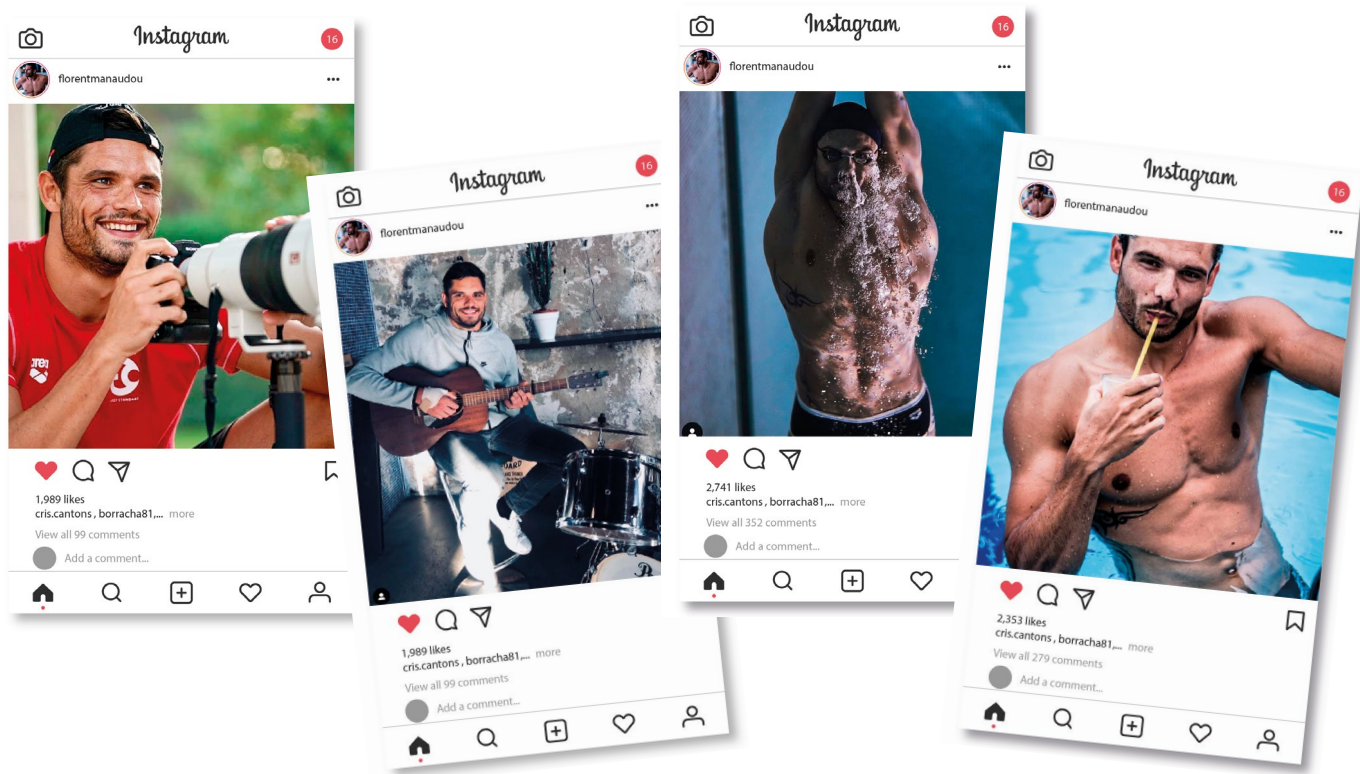 Instagram
16
florentmanaudou
1,989 likes
cris.cantons , borracha81,... more
View all 99 comments
Add a comment...
Instagram
16
florentmanaudou
1,989 likes
cris.cantons , borracha81,... more
View all 99 comments
Add a comment...
Instagram
16
florentmanaudou
2,741 likes
cris.cantons , borracha81,... more
View all 352 comments
Add a comment...
Instagram
16
florentmanaudou
2,353 likes
cris.cantons , borracha81,... more
View all 279 comments
Add a comment...